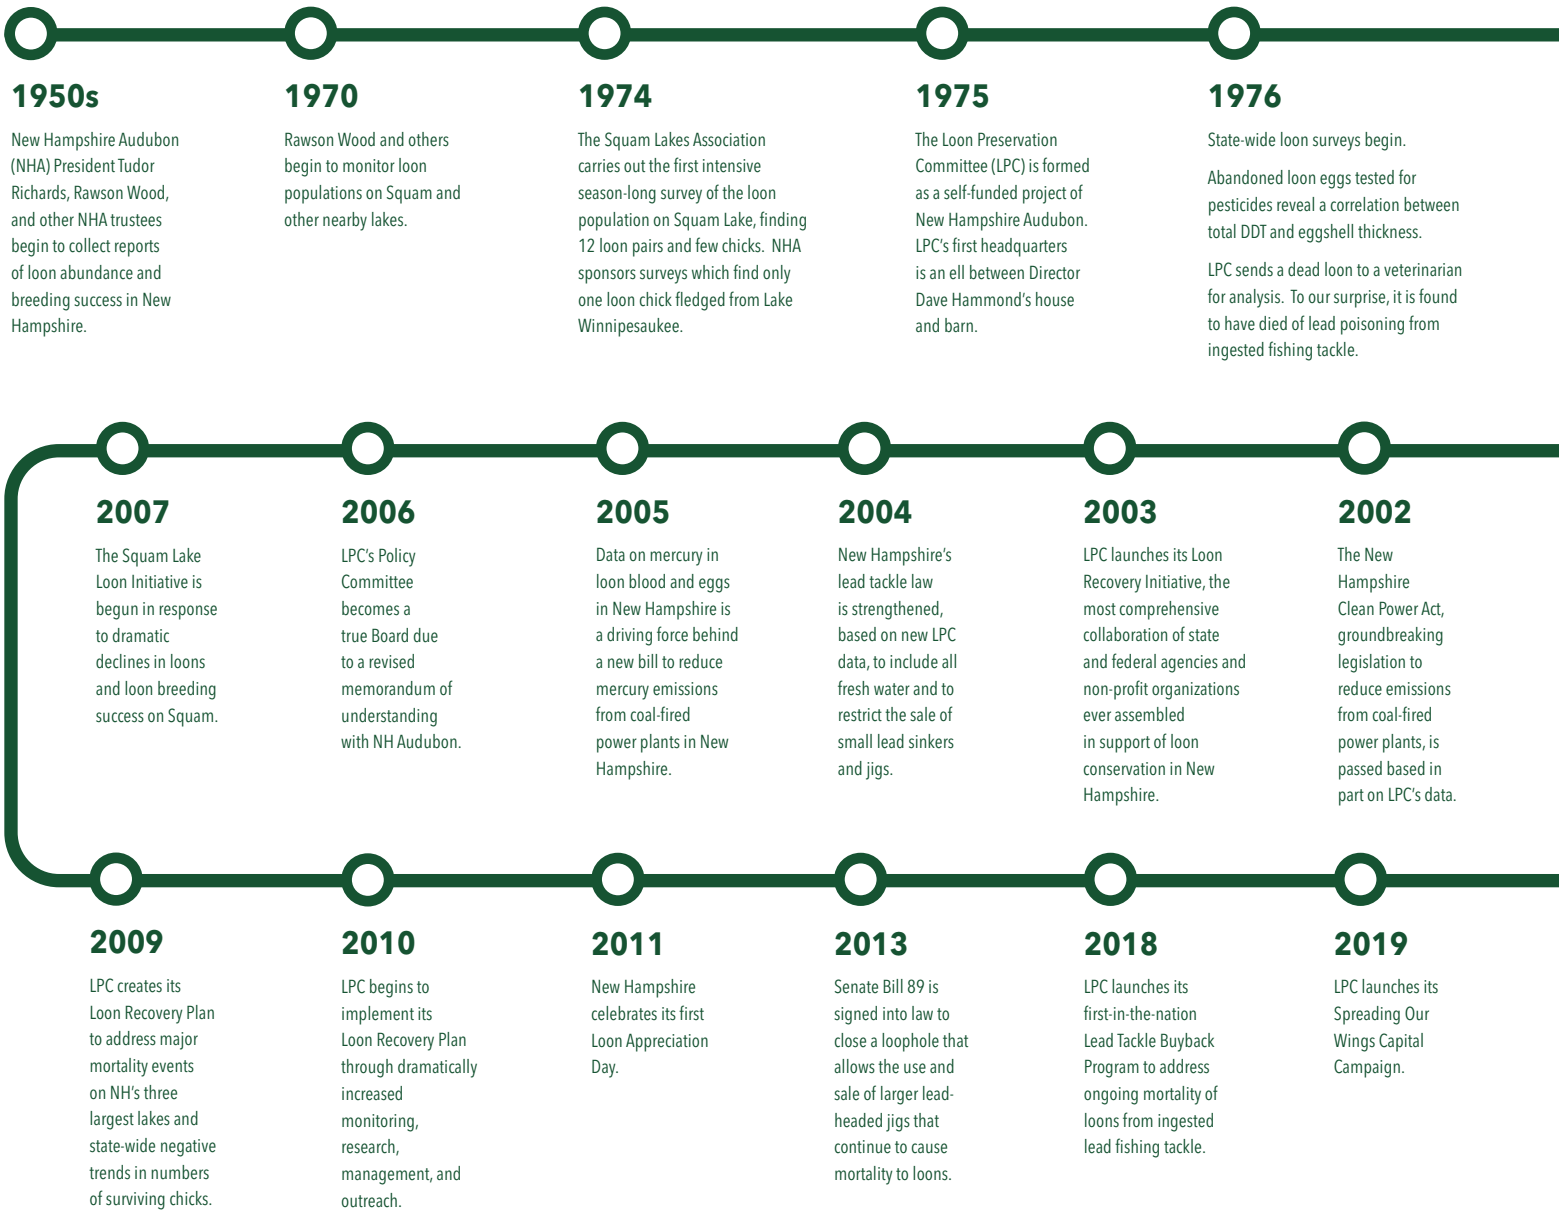 1950s
New Hampshire Audubon
(NHA) President Tudor
Richards, Rawson Wood,
and other NHA trustees
begin to collect reports
of loon abundance and
breeding success in New
Hampshire.
1970
Rawson Wood and others
begin to monitor loon
populations on Squam and
other nearby lakes.
1974
The Squam Lakes Association
carries out the first intensive
season-long survey of the loon
population on Squam Lake, finding
12 loon pairs and few chicks. NHA
sponsors surveys which find only
one loon chick fledged from Lake
Winnipesaukee.
1975
The Loon Preservation
Committee (LPC) is formed
as a self-funded project of
New Hampshire Audubon.
LPC's first headquarters
is an ell between Director
Dave Hammond's house
and barn.
1976
State-wide loon surveys begin.
Abandoned loon eggs tested for
pesticides reveal a correlation between
total DDT and eggshell thickness.
LPC sends a dead loon to a veterinarian
for analysis. To our surprise, it is found
to have died of lead poisoning from
ingested fishing tackle.
2007
The Squam Lake
Loon Initiative is
begun in response
to dramatic
declines in loons
and loon breeding
success on Squam.
2006
LPC's Policy
Committee
becomes a
true Board due
to a revised
memorandum of
understanding
with NH Audubon.
2005
Data on mercury in
loon blood and eggs
in New Hampshire is
a driving force behind
a new bill to reduce
mercury emissions
from coal-fired
power plants in New
Hampshire.
2004
New Hampshire's
lead tackle law
is strengthened,
based on new LPC
data, to include all
fresh water and to
restrict the sale of
small lead sinkers
and jigs.
2003
LPC launches its Loon
Recovery Initiative, the
most comprehensive
collaboration of state
and federal agencies and
non-profit organizations
ever assembled
in support of loon
conservation in New
Hampshire.
2002
The New
Hampshire
Clean Power Act,
groundbreaking
legislation to
reduce emissions
from coal-fired
power plants, is
passed based in
part on LPC's data.
2009
LPC creates its
Loon Recovery Plan
to address major
mortality events
on NH's three
largest lakes and
state-wide negative
trends in numbers
of surviving chicks.
2010
LPC begins to
implement its
Loon Recovery Plan
through dramatically
increased
monitoring,
research,
management, and
outreach.
2011
New Hampshire
celebrates its first
Loon Appreciation
Day.
2013
Senate Bill 89 is
signed into law to
close a loophole that
allows the use and
sale of larger lead-
headed jigs that
continue to cause
mortality to loons.
2018
LPC launches its
first-in-the-nation
Lead Tackle Buyback
Program to address
ongoing mortality of
loons from ingested
lead fishing tackle.
2019
LPC launches its
Spreading Our
Wings Capital
Campaign.